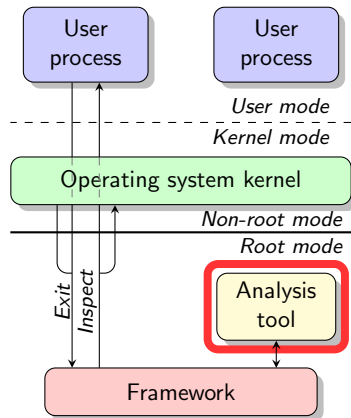 User
process
User
process
User mode
Kernel mode
Operating system kernel
Non-root mode
Root mode
Exit
Inspect
Analysis
tool
Framework